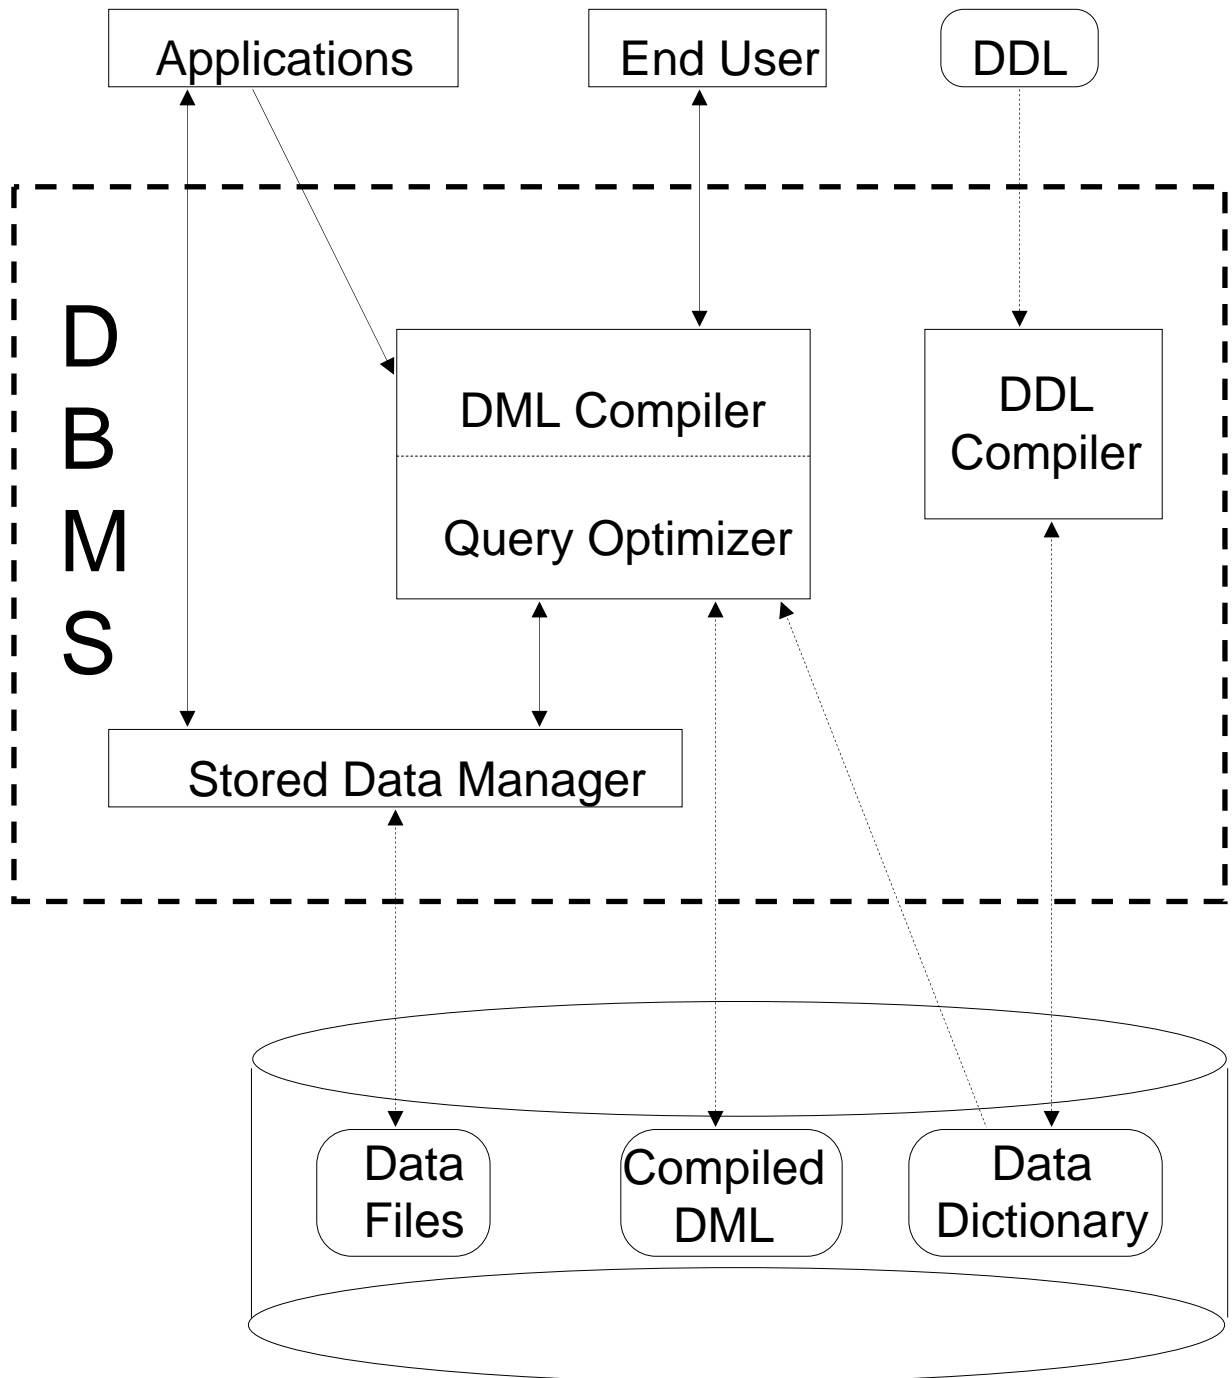 Applications
End User
DDL
D
B
M
S
DML Compiler
Query Optimizer
DDL
Compiler
Stored Data Manager
Data
Files
Compiled
DML
Data
Dictionary